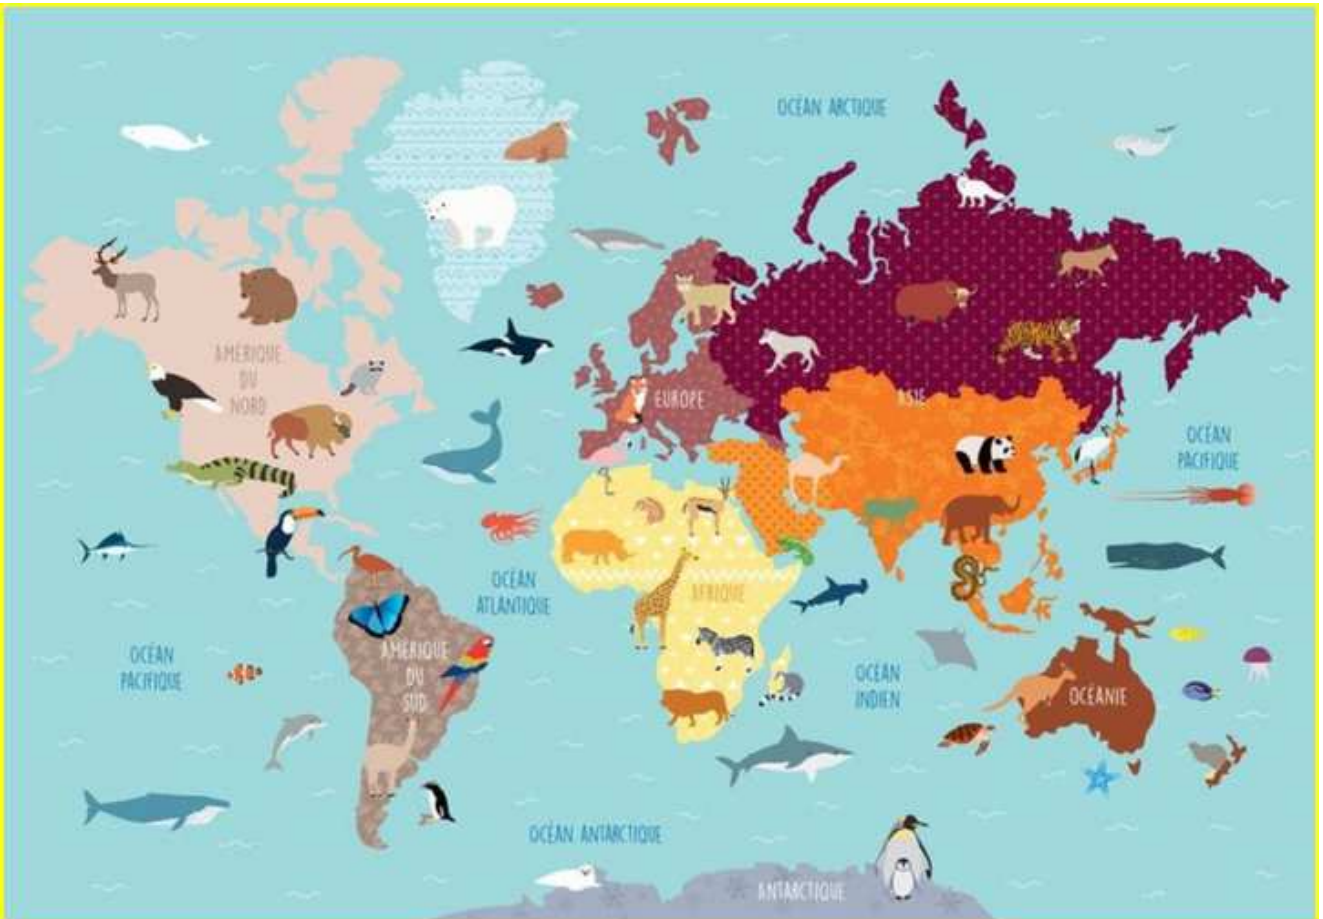 OCÉAN ARCTIQUE
AMÉRIQUE
DU
NORD
EUROPE
ASIE
OCÉAN
PACIFIQUE
OCÉAN
ATLANTIQUE
AFRIQUE
OCÉAN
PACIFIQUE
AMÉRIQUE
DU
SUD
OCÉAN
INDIEN
OCÉANIE
OCÉAN ANTARCTIQUE
ANTARCTIQUE